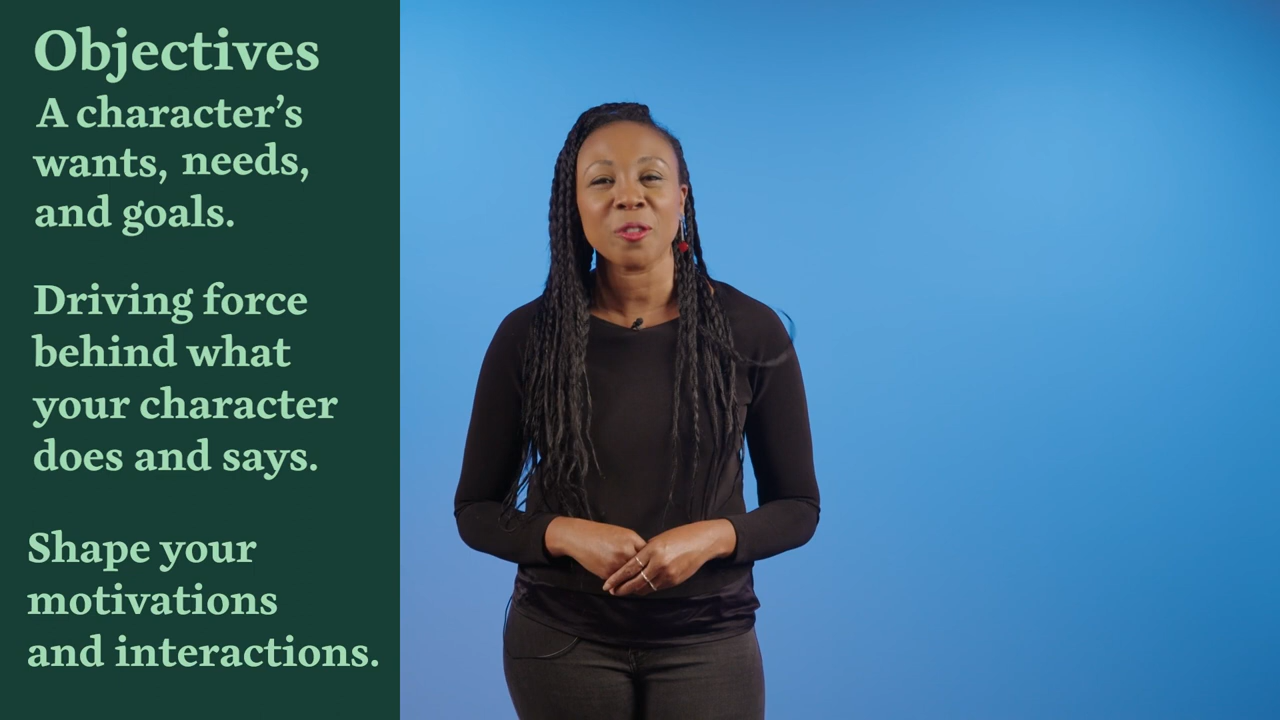 Objectives
A character’s
wants, needs,
and goals.
Driving force
behind what
your character
does and says.
Shape your
motivations
and interactions.